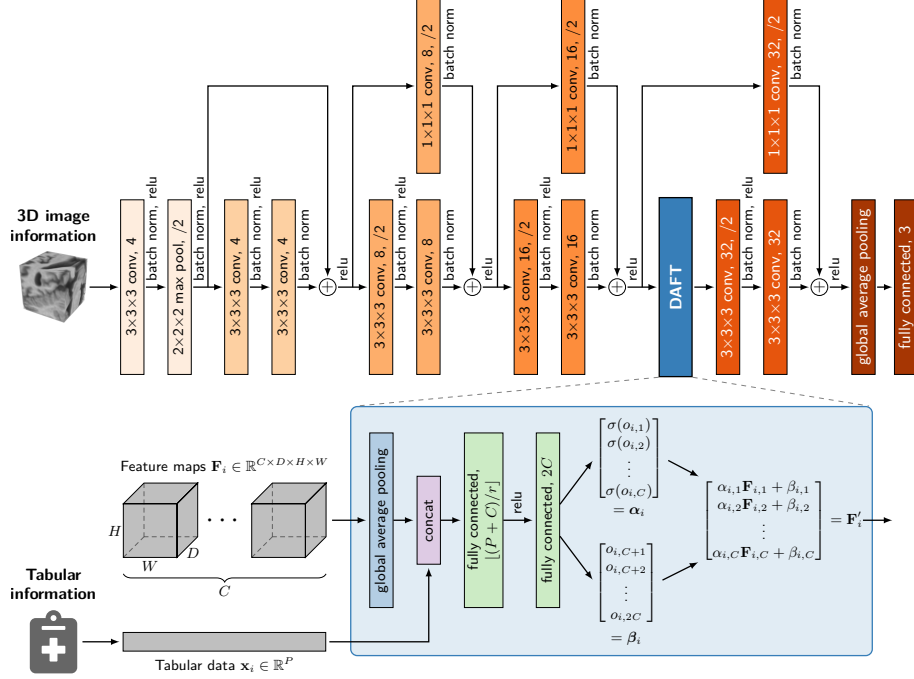 1×1×1 conv, 8, /2
batch norm
1×1×1 conv, 16, /2
batch norm
1×1×1 conv, 32, /2
batch norm
3D image
information
3×3×3 conv, 4
batch norm, relu
2×2×2 max pool, /2
batch norm, relu
3×3×3 conv, 4
batch norm, relu
3×3×3 conv, 4
batch norm
relu
3×3×3 conv, 8, /2
batch norm, relu
3×3×3 conv, 8
batch norm
relu
3×3×3 conv, 16, /2
batch norm, relu
3×3×3 conv, 16
batch norm
relu
DAFT
3×3×3 conv, 32, /2
batch norm, relu
3×3×3 conv, 32
batch norm
relu
global average pooling
fully connected, 3
Feature maps F_i ∈ ℝ^{C×D×H×W}
H
W
D
· · ·
C
Tabular
information
Tabular data x_i ∈ ℝ^P
global average pooling
concat
fully connected,
⌊(P + C)/r⌋
relu
fully connected, 2C
σ(o_{i,1})
σ(o_{i,2})
⋮
σ(o_{i,C})
= α_i
o_{i,C+1}
o_{i,C+2}
⋮
o_{i,2C}
= β_i
α_{i,1}F_{i,1} + β_{i,1}
α_{i,2}F_{i,2} + β_{i,2}
⋮
α_{i,C}F_{i,C} + β_{i,C}
= F′_i